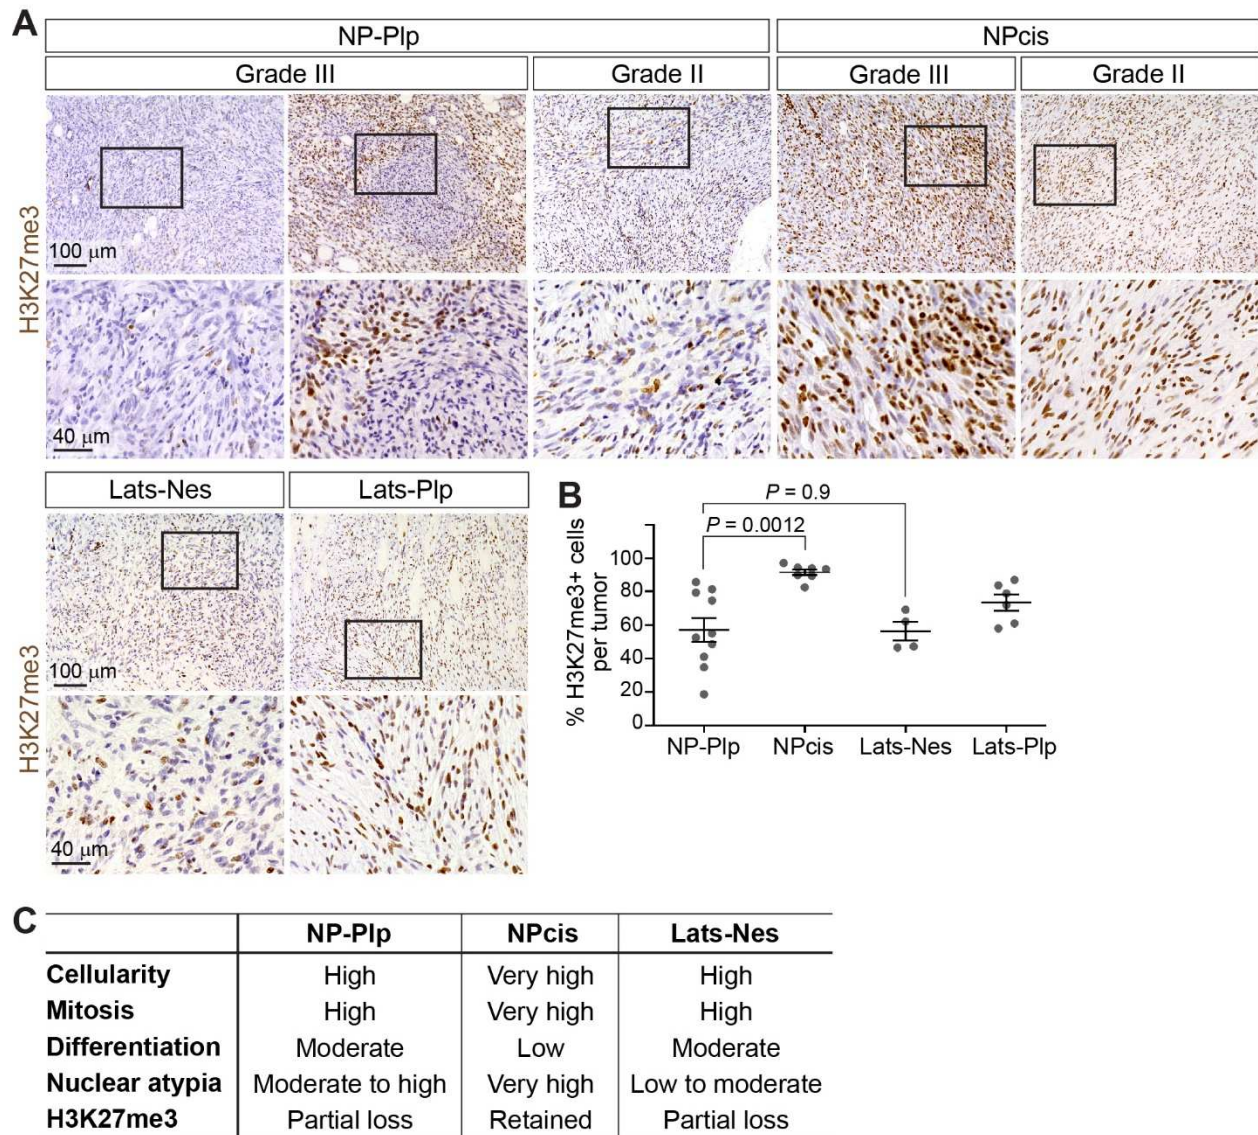 A
NP-Plp
NPcis
Grade III
Grade II
Grade III
Grade II
H3K27me3
100 μm
40 μm
Lats-Nes
Lats-Plp
H3K27me3
100 μm
40 μm
B
P = 0.9
P = 0.0012
% H3K27me3+ cells
per tumor
100
80
60
40
20
0
NP-Plp NPcis Lats-Nes Lats-Plp
C
NP-Plp NPcis Lats-Nes
Cellularity High Very high High
Mitosis High Very high High
Differentiation Moderate Low Moderate
Nuclear atypia Moderate to high Very high Low to moderate
H3K27me3 Partial loss Retained Partial loss